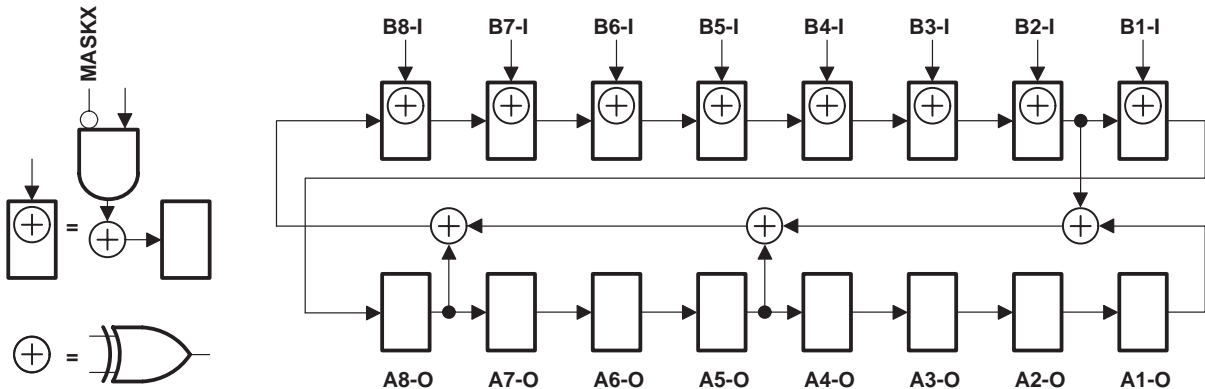 MASKX
B8-I B7-I B6-I B5-I B4-I B3-I B2-I B1-I
=
=
A8-O A7-O A6-O A5-O A4-O A3-O A2-O A1-O